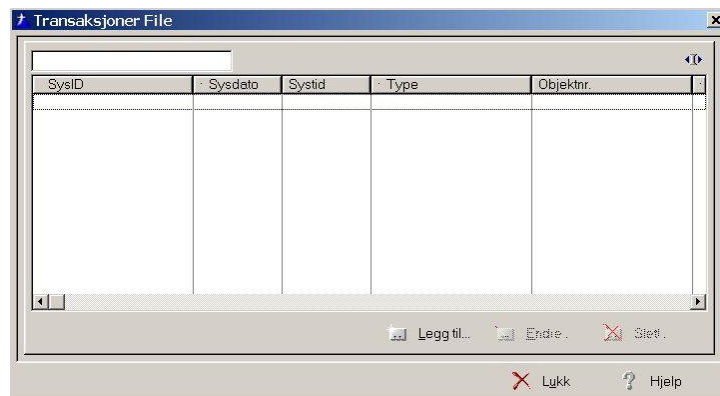 Transaksjoner File
SysID Sysdato Systid Type Objektnr.
Legg til... Endre.. Slett..
Lukk Hjelp